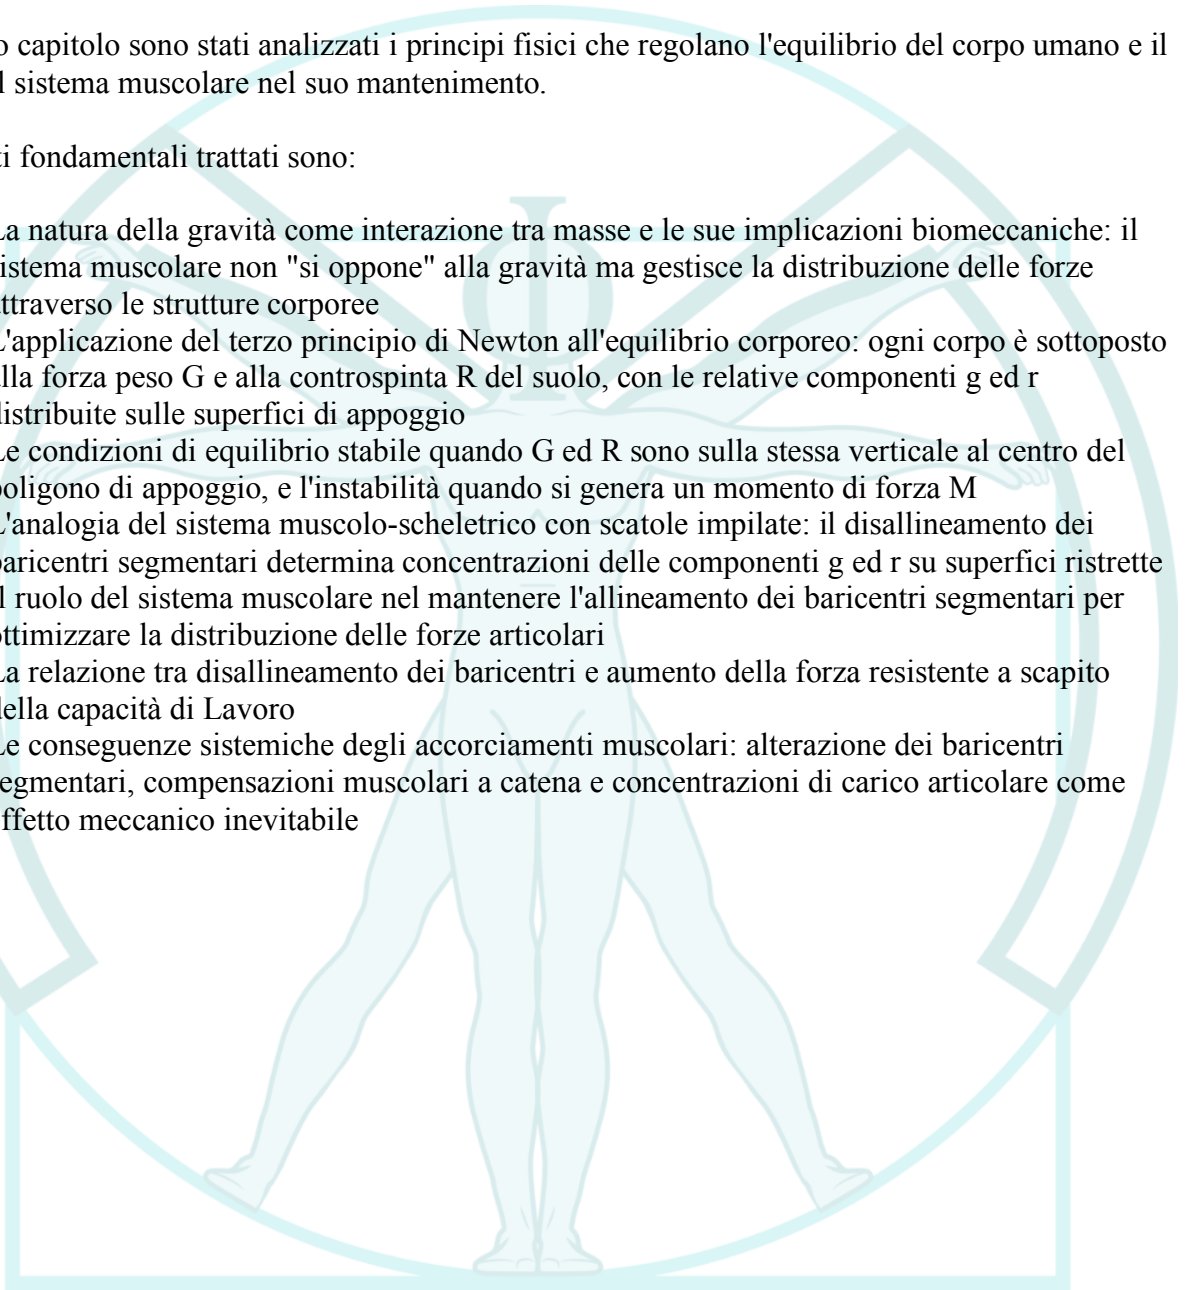 o capitolo sono stati analizzati i principi fisici che regolano l'equilibrio del corpo umano e il
l sistema muscolare nel suo mantenimento.
ti fondamentali trattati sono:
La natura della gravità come interazione tra masse e le sue implicazioni biomeccaniche: il
sistema muscolare non "si oppone" alla gravità ma gestisce la distribuzione delle forze
attraverso le strutture corporee
L'applicazione del terzo principio di Newton all'equilibrio corporeo: ogni corpo è sottoposto
alla forza peso G e alla controspinta R del suolo, con le relative componenti g ed r
distribuite sulle superfici di appoggio
Le condizioni di equilibrio stabile quando G ed R sono sulla stessa verticale al centro del
poligono di appoggio, e l'instabilità quando si genera un momento di forza M
L'analogia del sistema muscolo-scheletrico con scatole impilate: il disallineamento dei
baricentri segmentari determina concentrazioni delle componenti g ed r su superfici ristrette
Il ruolo del sistema muscolare nel mantenere l'allineamento dei baricentri segmentari per
ottimizzare la distribuzione delle forze articolari
La relazione tra disallineamento dei baricentri e aumento della forza resistente a scapito
della capacità di Lavoro
Le conseguenze sistemiche degli accorciamenti muscolari: alterazione dei baricentri
segmentari, compensazioni muscolari a catena e concentrazioni di carico articolare come
effetto meccanico inevitabile